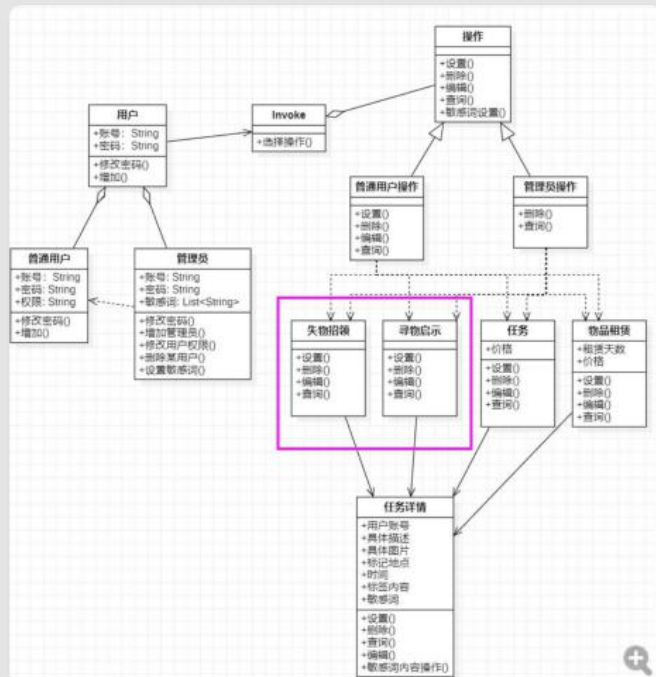 操作
+设置()
+删除()
+编辑()
+查词()
+敏感词设置()
用户
+账号: String
+密码: String
+修改密码()
+增加()
Invoke
+选择操作()
普通用户操作
+设置()
+删除()
+编辑()
+查词()
管理员操作
+删除()
+查询()
普通用户
+账号: String
+密码: String
+权限: String
+修改密码()
+增加()
管理员
+账号: String
+密码: String
+敏感词: List<String>
+修改密码()
+增加管理员()
+修改用户权限()
+删除某用户()
+设置敏感词()
失物招领
+设置()
+删除()
+编辑()
+查词()
寻物启示
+设置()
+删除()
+编辑()
+查词()
任务
+价格
+设置()
+删除()
+编辑()
+查词()
物品租赁
+租赁天数
+价格
+设置()
+删除()
+编辑()
+查词()
任务详情
+用户账号
+具体描述
+具体图片
+标记地点
+时间
+标签内容
+敏感词
+设置()
+删除()
+查询()
+编辑()
+敏感词内容操作()